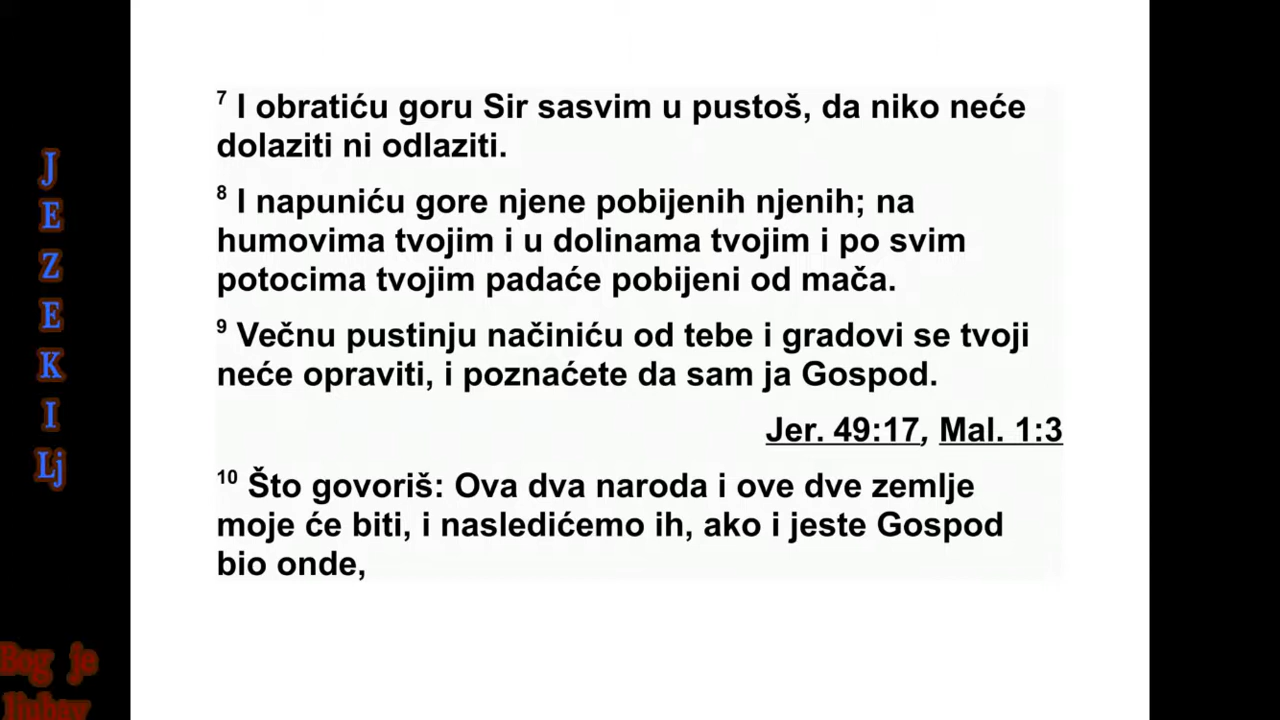 J
E
Z
E
K
I
Lj
7 I obratiću goru Sir sasvim u pustoš, da niko neće
dolaziti ni odlaziti.
8 I napuniću gore njene pobijenih njenih; na
humovima tvojim i u dolinama tvojim i po svim
potocima tvojim padaće pobijeni od mača.
9 Večnu pustinju načiniću od tebe i gradovi se tvoji
neće opraviti, i poznaćete da sam ja Gospod.
Jer. 49:17, Mal. 1:3
10 Što govoriš: Ova dva naroda i ove dve zemlje
moje će biti, i nasledićemo ih, ako i jeste Gospod
bio onde,
Bog je
ljubav